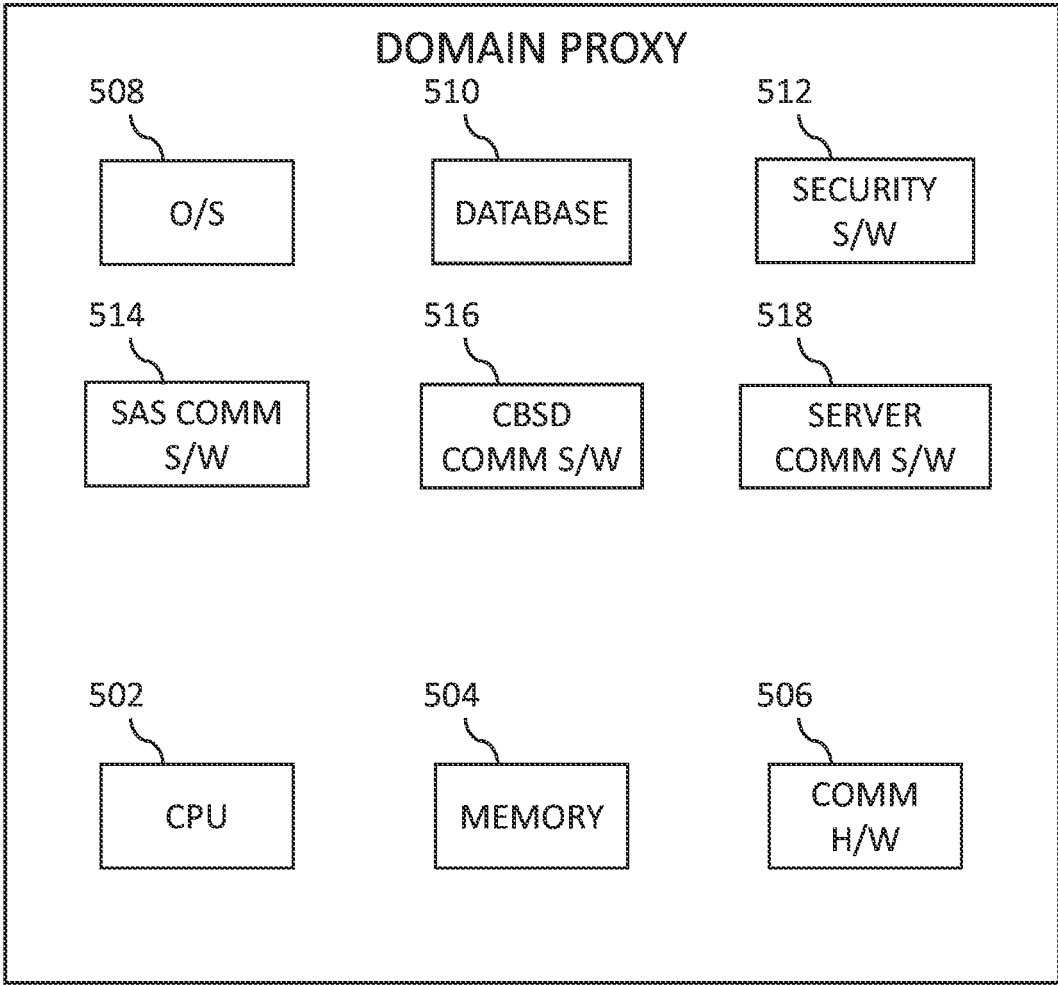 DOMAIN PROXY
508
510
512
O/S
DATABASE
SECURITY
S/W
514
516
518
SAS COMM
S/W
CBSD
COMM S/W
SERVER
COMM S/W
502
504
506
CPU
MEMORY
COMM
H/W